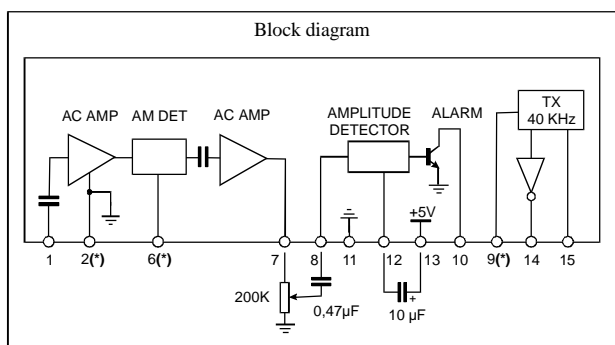 Block diagram
AC AMP
AM DET
AC AMP
AMPLITUDE
DETECTOR
ALARM
TX
40 KHz
+5V
1
2(*)
6(*)
7
8
11
12
13
10
9(*)
14
15
200K
0,47µF
+
10 µF